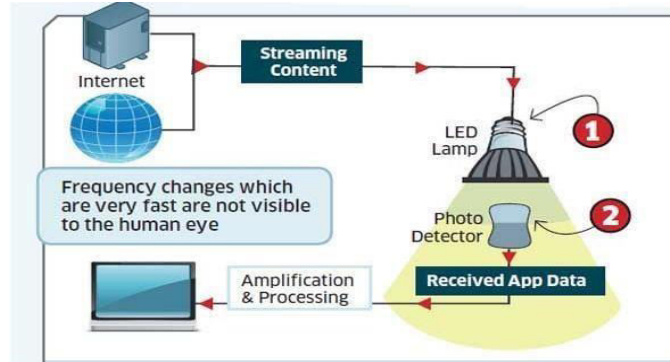 Internet
Streaming
Content
LED
Lamp
1
Frequency changes which
are very fast are not visible
to the human eye
Photo
Detector
2
Amplification
& Processing
Received App Data